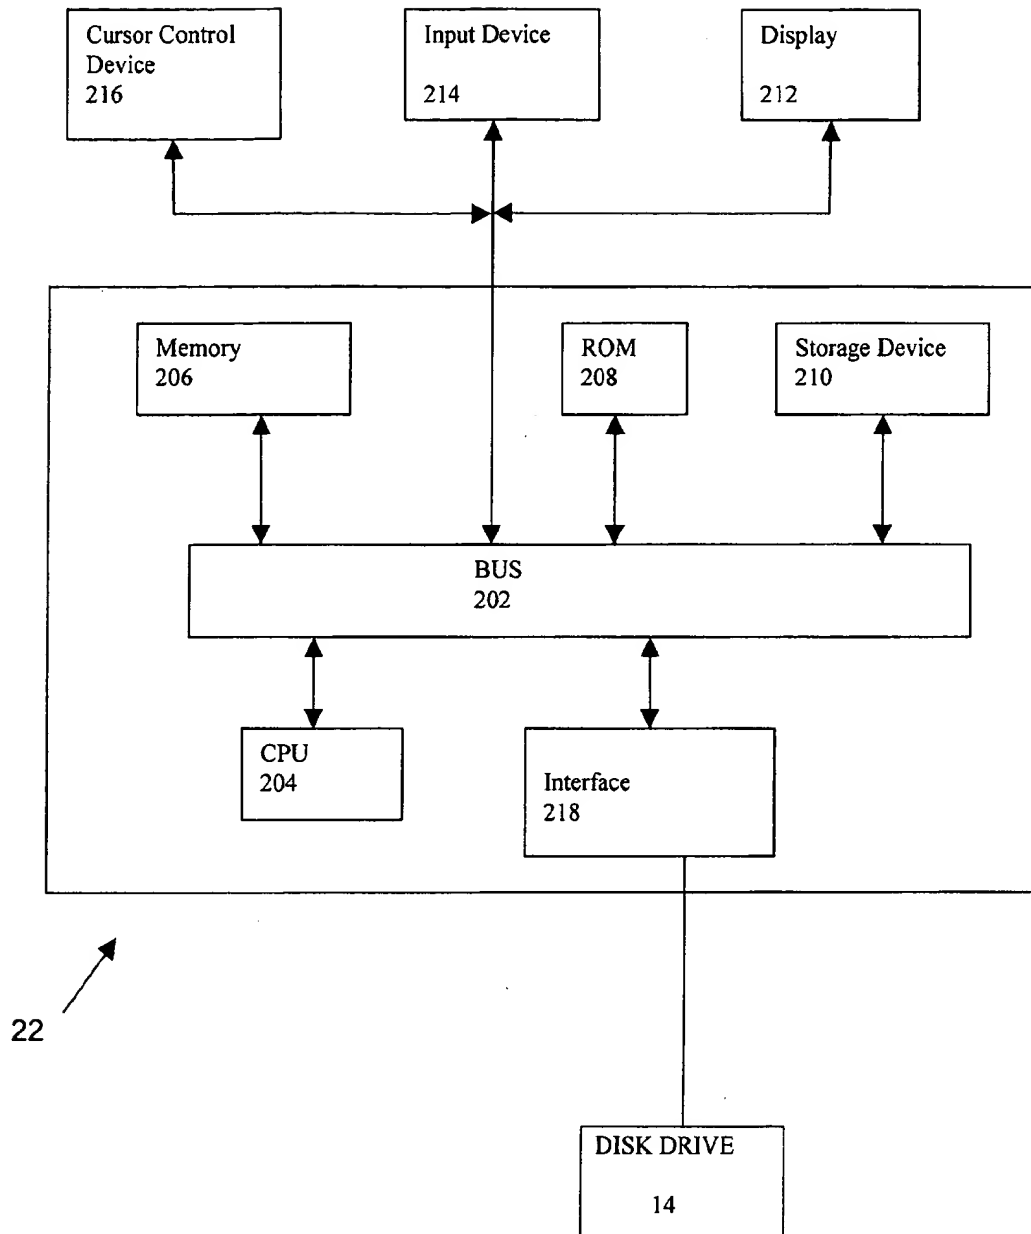 Cursor Control
Device
216
Input Device
214
Display
212
Memory
206
ROM
208
Storage Device
210
BUS
202
CPU
204
Interface
218
22
DISK DRIVE
14